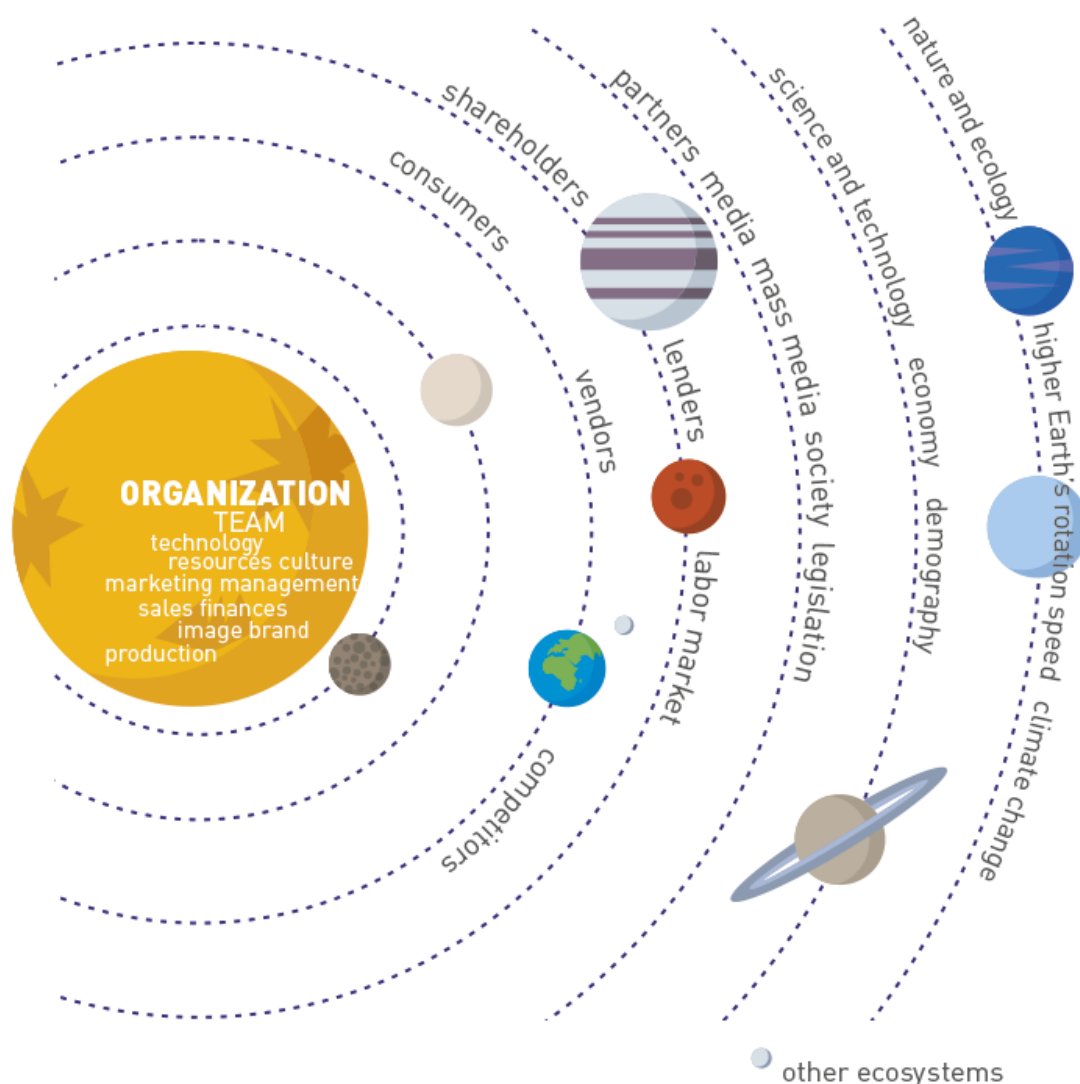 ORGANIZATION
TEAM
technology
resources culture
marketing management
sales finances
image brand
production
consumers
vendors
competitors
shareholders
lenders
labor market
partners media mass media society legislation
science and technology economy demography
nature and ecology higher Earth's rotation speed climate change
other ecosystems